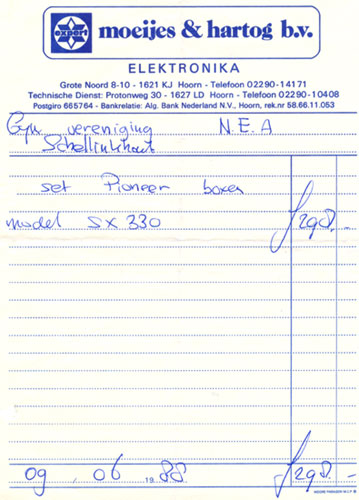 expert moeijes & hartog b.v.
ELEKTRONIKA
Grote Noord 8-10 - 1621 KJ Hoorn - Telefoon 02290-14171
Technische Dienst: Protonweg 30 - 1627 LD Hoorn - Telefoon 02290-10408
Postgiro 665764 - Bankrelatie: Alg. Bank Nederland N.V., Hoorn, rek.nr 58.66.11.053
Gym. vereniging N.E.A
Schellinkhout
set Pioneer boxen
model SX 330 ƒ298.-
09 06 1988 ƒ298.-